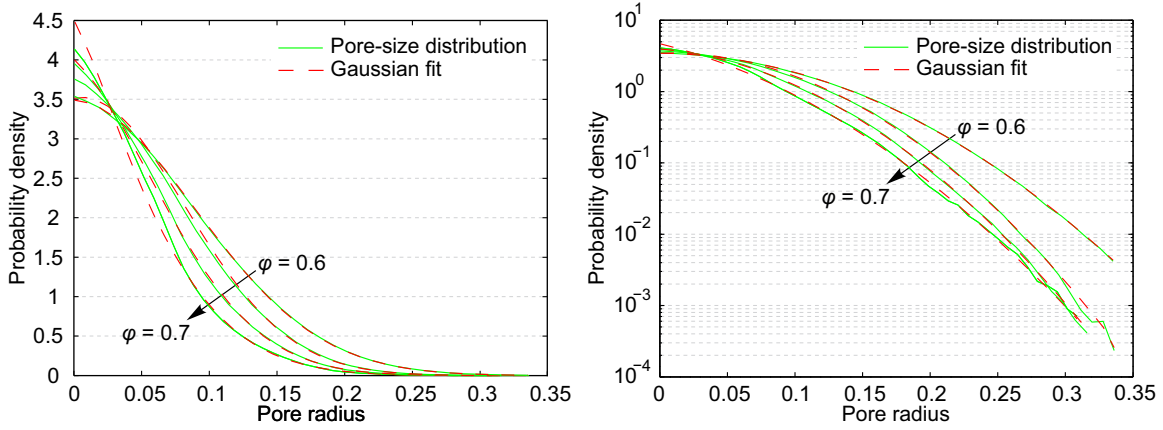 4.5
4
3.5
3
2.5
2
1.5
1
0.5
0
Probability density
Pore-size distribution
Gaussian fit
φ = 0.6
φ = 0.7
0 0.05 0.1 0.15 0.2 0.25 0.3 0.35
Pore radius
10^1
10^0
10^−1
10^−2
10^−3
10^−4
Probability density
Pore-size distribution
Gaussian fit
φ = 0.6
φ = 0.7
0 0.05 0.1 0.15 0.2 0.25 0.3 0.35
Pore radius